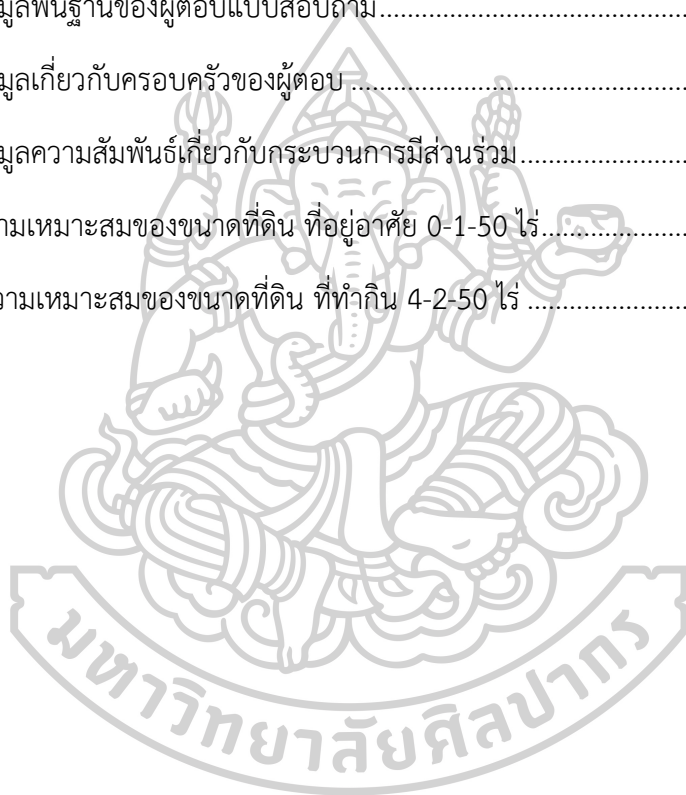 มูลพื้นฐานของผู้ตอบแบบสอบถาม
มูลเกี่ยวกับครอบครัวของผู้ตอบ
มูลความสัมพันธ์เกี่ยวกับกระบวนการมีส่วนร่วม
ามเหมาะสมของขนาดที่ดิน ที่อยู่อาศัย 0-1-50 ไร่
วามเหมาะสมของขนาดที่ดิน ที่ทำกิน 4-2-50 ไร่
มหาวิทยาลัยศิลปากร